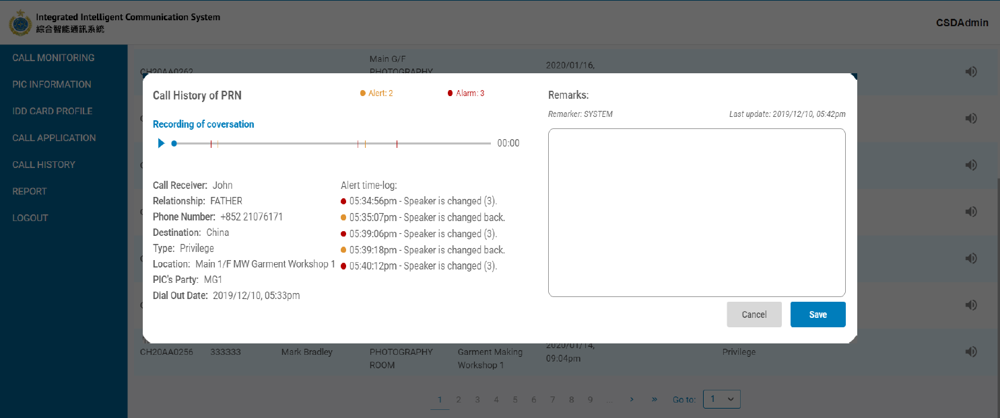 Integrated Intelligent Communication System
綜合智能通訊系統
CSDAdmin
CALL MONITORING
PIC INFORMATION
IDD CARD PROFILE
CALL APPLICATION
CALL HISTORY
REPORT
LOGOUT
Main G/F
PHOTOGRAPHY
2020/01/16,
CH20AA0262
Call History of PRN
Alert: 2
Alarm: 3
Recording of coversation
00:00
Call Receiver: John
Relationship: FATHER
Phone Number: +852 21076171
Destination: China
Type: Privilege
Location: Main 1/F MW Garment Workshop 1
PIC's Party: MG1
Dial Out Date: 2019/12/10, 05:33pm
Alert time-log:
05:34:56pm - Speaker is changed (3).
05:35:07pm - Speaker is changed back.
05:39:06pm - Speaker is changed (3).
05:39:18pm - Speaker is changed back.
05:40:12pm - Speaker is changed (3).
Remarks:
Remarker: SYSTEM
Last update: 2019/12/10, 05:42pm
Cancel
Save
CH20AA0256
333333
Mark Bradley
PHOTOGRAPHY
ROOM
Garment Making
Workshop 1
2020/01/14,
09:04pm
Privilege
1 2 3 4 5 6 7 8 9 ... › » Go to: 1